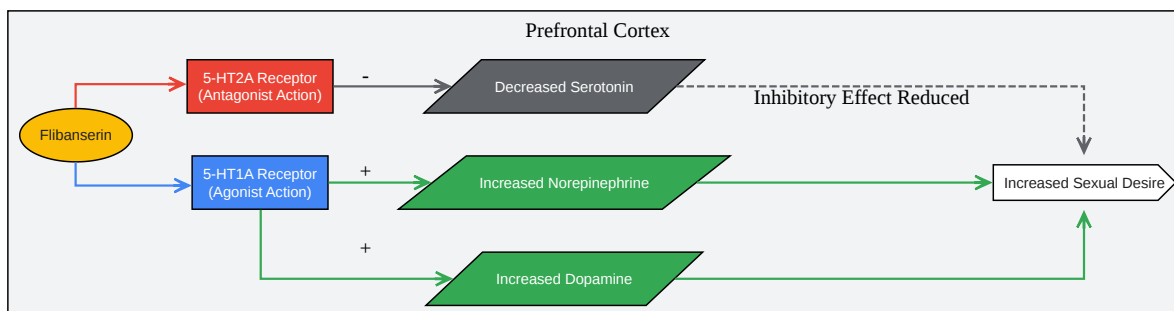 Prefrontal Cortex
5-HT2A Receptor
(Antagonist Action)
-
Decreased Serotonin
Inhibitory Effect Reduced
Flibanserin
5-HT1A Receptor
(Agonist Action)
+
Increased Norepinephrine
Increased Sexual Desire
+
Increased Dopamine